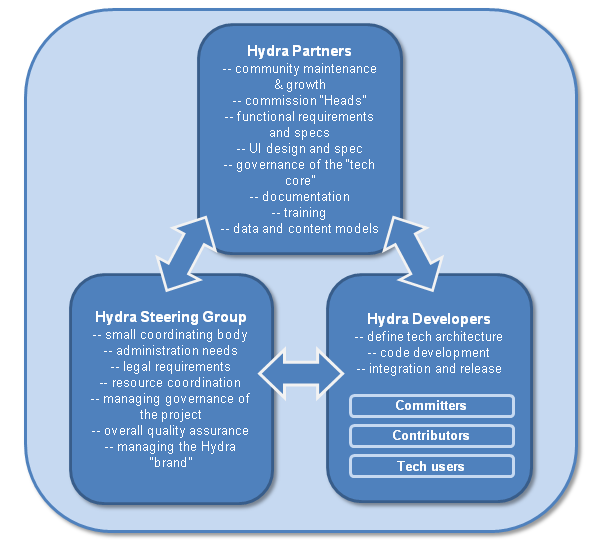 Hydra Partners
-- community maintenance
& growth
-- commission "Heads"
-- functional requirements
and specs
-- UI design and spec
-- governance of the "tech
core"
-- documentation
-- training
-- data and content models
Hydra Steering Group
-- small coordinating body
-- administration needs
-- legal requirements
-- resource coordination
-- managing governance of
the project
-- overall quality assurance
-- managing the Hydra
"brand"
Hydra Developers
-- define tech architecture
-- code development
-- integration and release
Committers
Contributors
Tech users